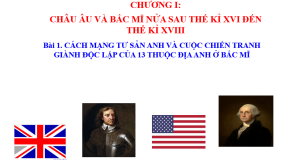 CHƯƠNG I:
CHÂU ÂU VÀ BẮC MĨ NỬA SAU THẾ KỈ XVI ĐẾN
THẾ KỈ XVIII
Bài 1. CÁCH MẠNG TƯ SẢN ANH VÀ CUỘC CHIẾN TRANH
GIÀNH ĐỘC LẬP CỦA 13 THUỘC ĐỊA ANH Ở BẮC MĨ